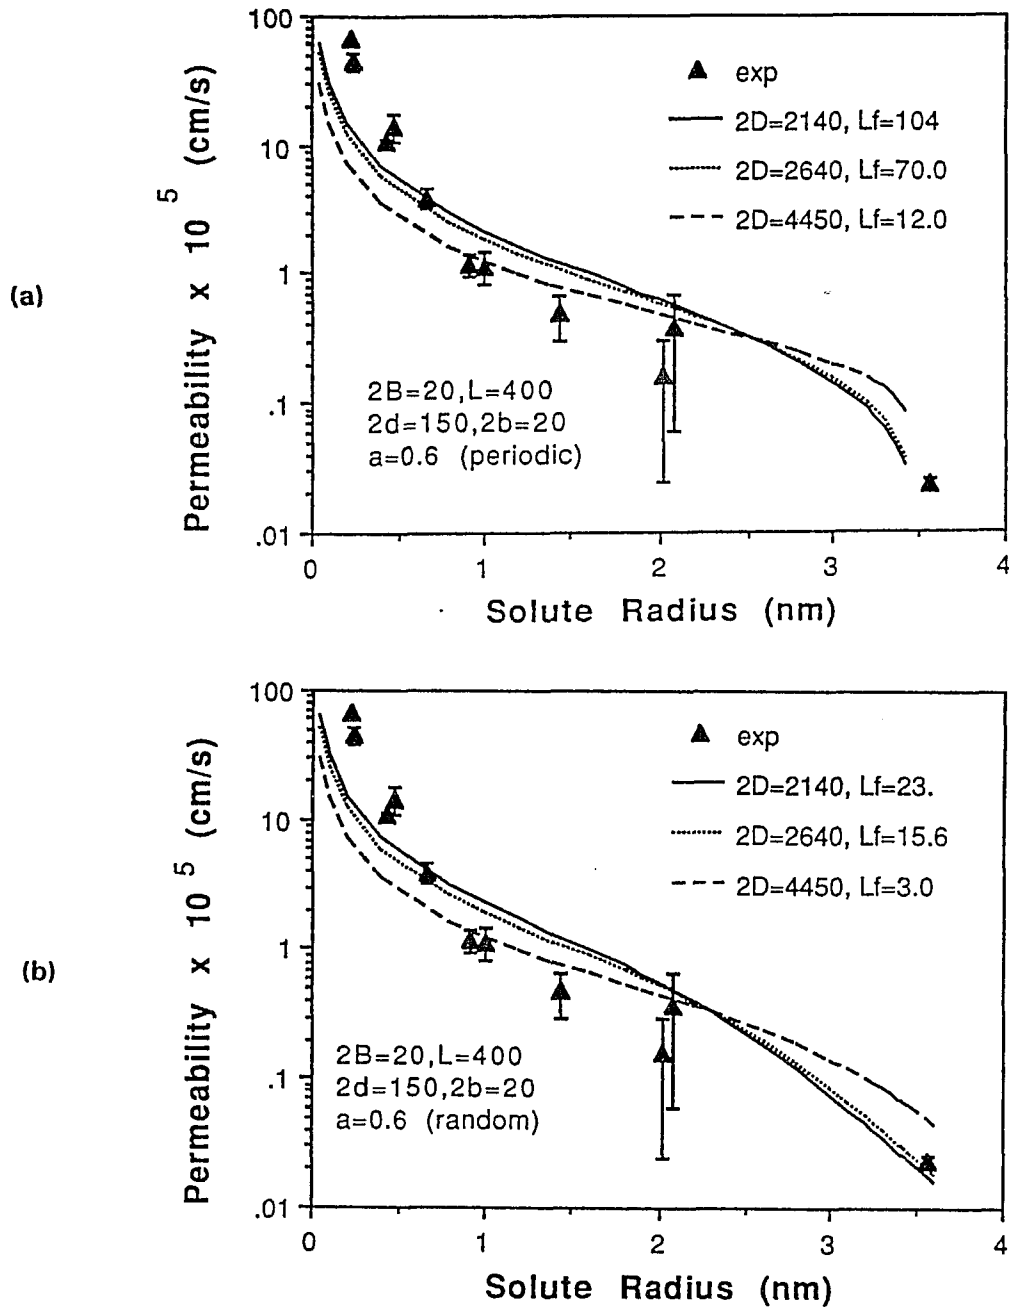 (a)
Permeability x 10 5 (cm/s)
100
10
1
.1
.01
exp
2D=2140, Lf=104
2D=2640, Lf=70.0
2D=4450, Lf=12.0
2B=20,L=400
2d=150,2b=20
a=0.6 (periodic)
0 1 2 3 4
Solute Radius (nm)
(b)
Permeability x 10 5 (cm/s)
100
10
1
.1
.01
exp
2D=2140, Lf=23.
2D=2640, Lf=15.6
2D=4450, Lf=3.0
2B=20,L=400
2d=150,2b=20
a=0.6 (random)
0 1 2 3 4
Solute Radius (nm)